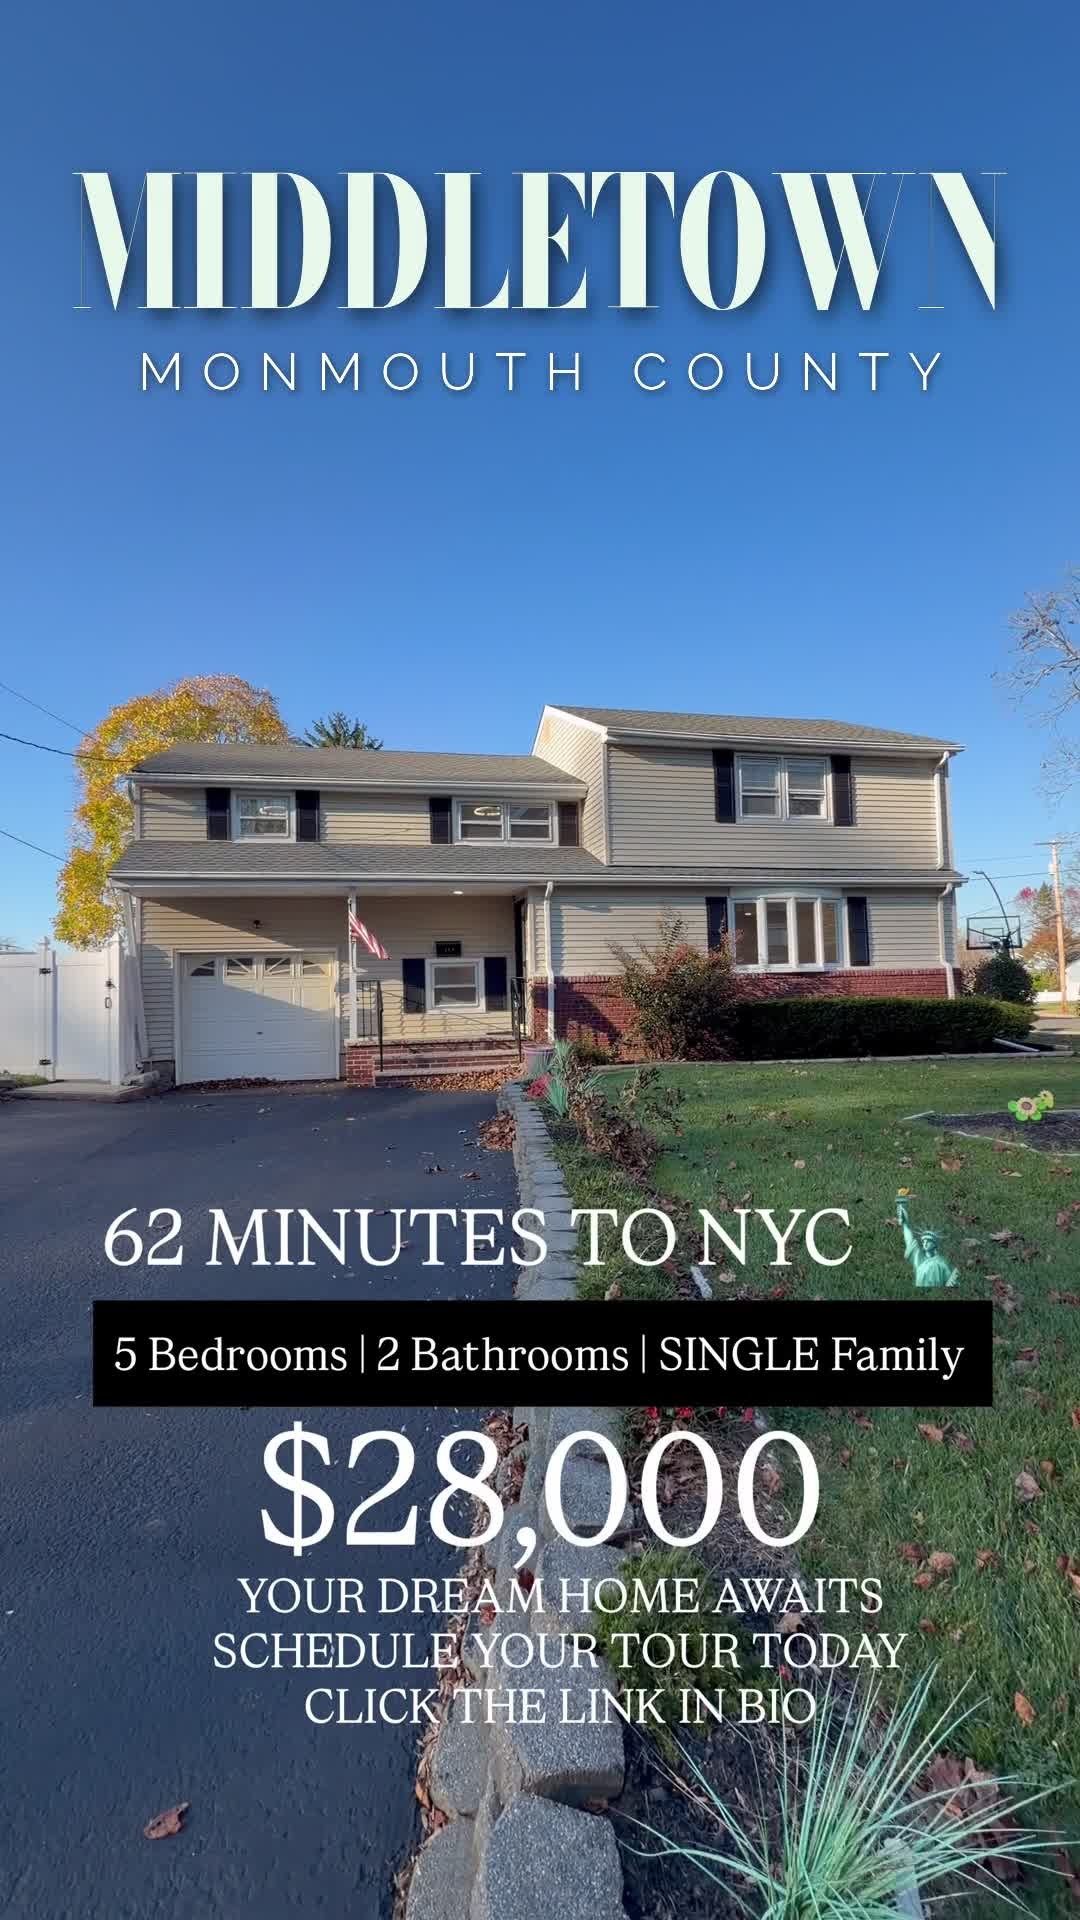 MIDDLETOWN
MONMOUTH COUNTY
62 MINUTES TO NYC
5 Bedrooms | 2 Bathrooms | SINGLE Family
$28,000
YOUR DREAM HOME AWAITS
SCHEDULE YOUR TOUR TODAY
CLICK THE LINK IN BIO